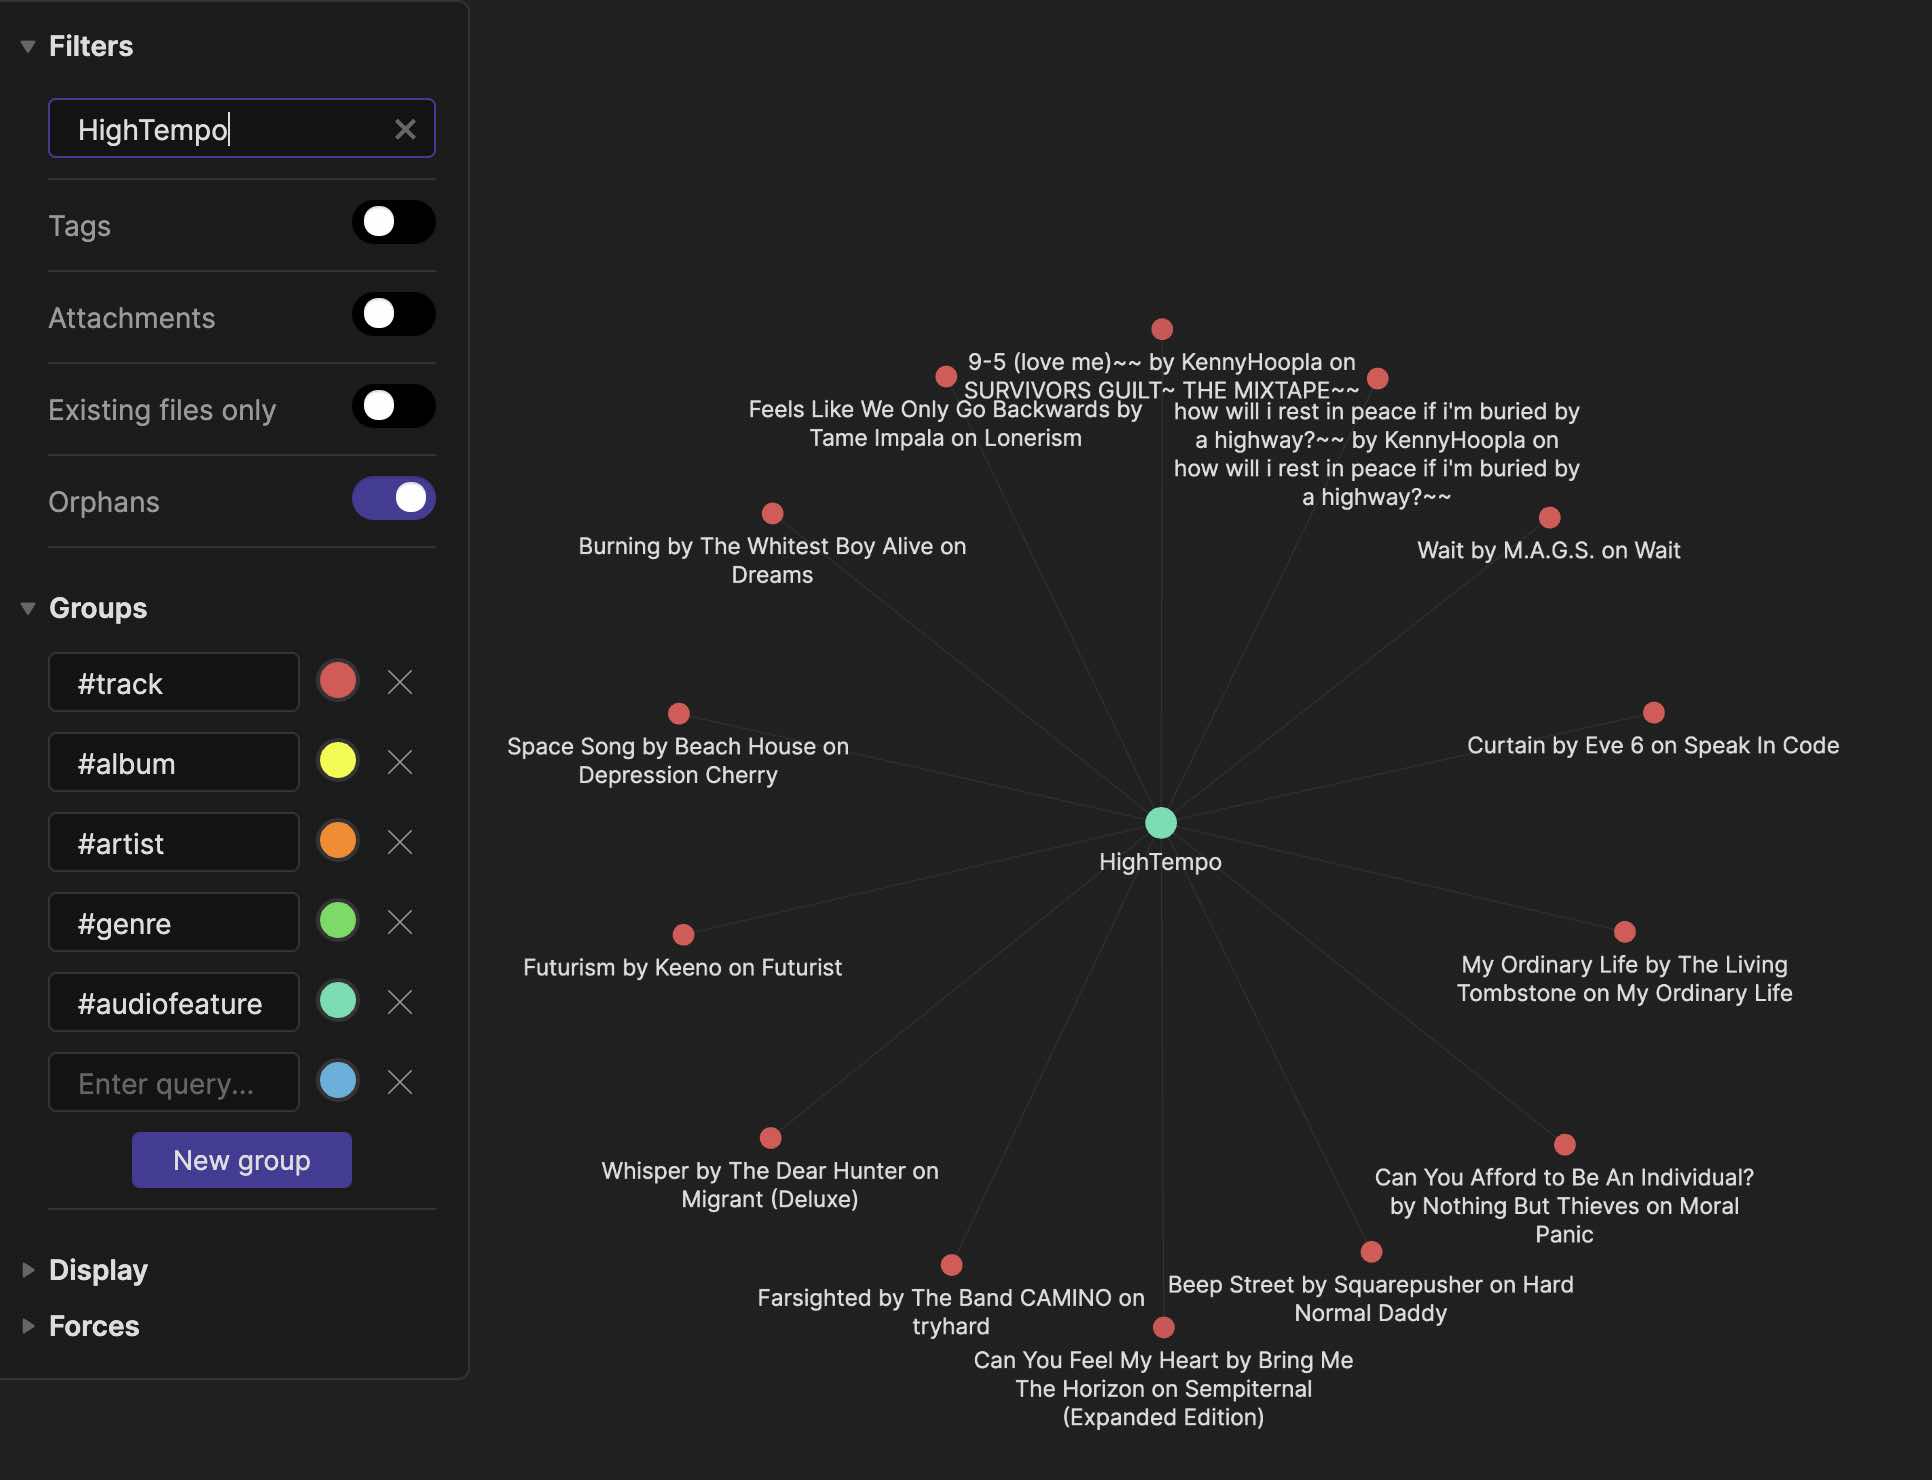 Filters
HighTempo
Tags
Attachments
Existing files only
Orphans
Groups
#track
#album
#artist
#genre
#audiofeature
Enter query...
New group
Display
Forces
9-5 (love me)~~ by KennyHoopla on
SURVIVORS GUILT~ THE MIXTAPE~~
Feels Like We Only Go Backwards by
Tame Impala on Lonerism
how will i rest in peace if i'm buried by
a highway?~~ by KennyHoopla on
how will i rest in peace if i'm buried by
a highway?~~
Burning by The Whitest Boy Alive on
Dreams
Wait by M.A.G.S. on Wait
Space Song by Beach House on
Depression Cherry
Curtain by Eve 6 on Speak In Code
HighTempo
Futurism by Keeno on Futurist
My Ordinary Life by The Living
Tombstone on My Ordinary Life
Whisper by The Dear Hunter on
Migrant (Deluxe)
Can You Afford to Be An Individual?
by Nothing But Thieves on Moral
Panic
Farsighted by The Band CAMINO on
tryhard
Beep Street by Squarepusher on Hard
Normal Daddy
Can You Feel My Heart by Bring Me
The Horizon on Sempiternal
(Expanded Edition)